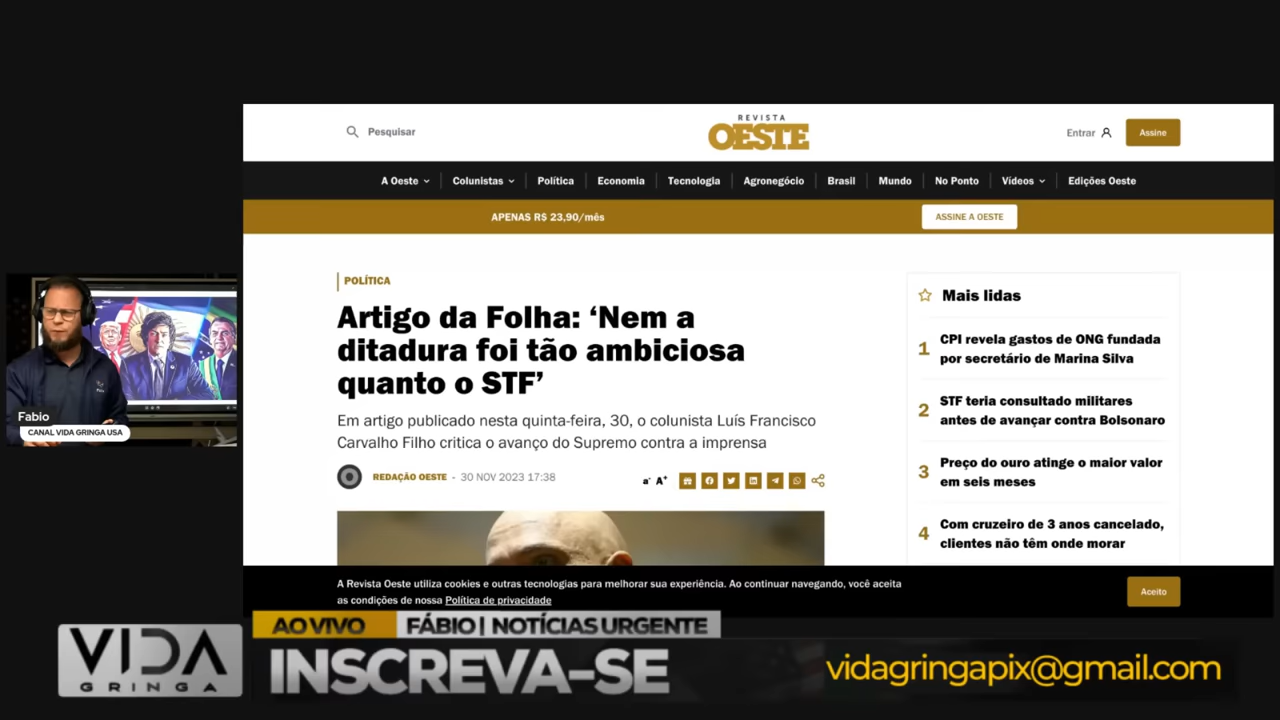 Pesquisar
REVISTA
OESTE
Entrar
Assine
A Oeste
Colunistas
Política
Economia
Tecnologia
Agronegócio
Brasil
Mundo
No Ponto
Vídeos
Edições Oeste
APENAS R$ 23,90/mês
ASSINE A OESTE
POLÍTICA
Artigo da Folha: ‘Nem a
ditadura foi tão ambiciosa
quanto o STF’
Em artigo publicado nesta quinta-feira, 30, o colunista Luís Francisco
Carvalho Filho critica o avanço do Supremo contra a imprensa
REDAÇÃO OESTE - 30 NOV 2023 17:38
a- A+
Mais lidas
1 CPI revela gastos de ONG fundada
por secretário de Marina Silva
2 STF teria consultado militares
antes de avançar contra Bolsonaro
3 Preço do ouro atinge o maior valor
em seis meses
4 Com cruzeiro de 3 anos cancelado,
clientes não têm onde morar
Fabio
CANAL VIDA GRINGA USA
A Revista Oeste utiliza cookies e outras tecnologias para melhorar sua experiência. Ao continuar navegando, você aceita
as condições de nossa Política de privacidade
Aceito
AO VIVO
FÁBIO | NOTÍCIAS URGENTE
VIDA
GRINGA
INSCREVA-SE
vidagringapix@gmail.com